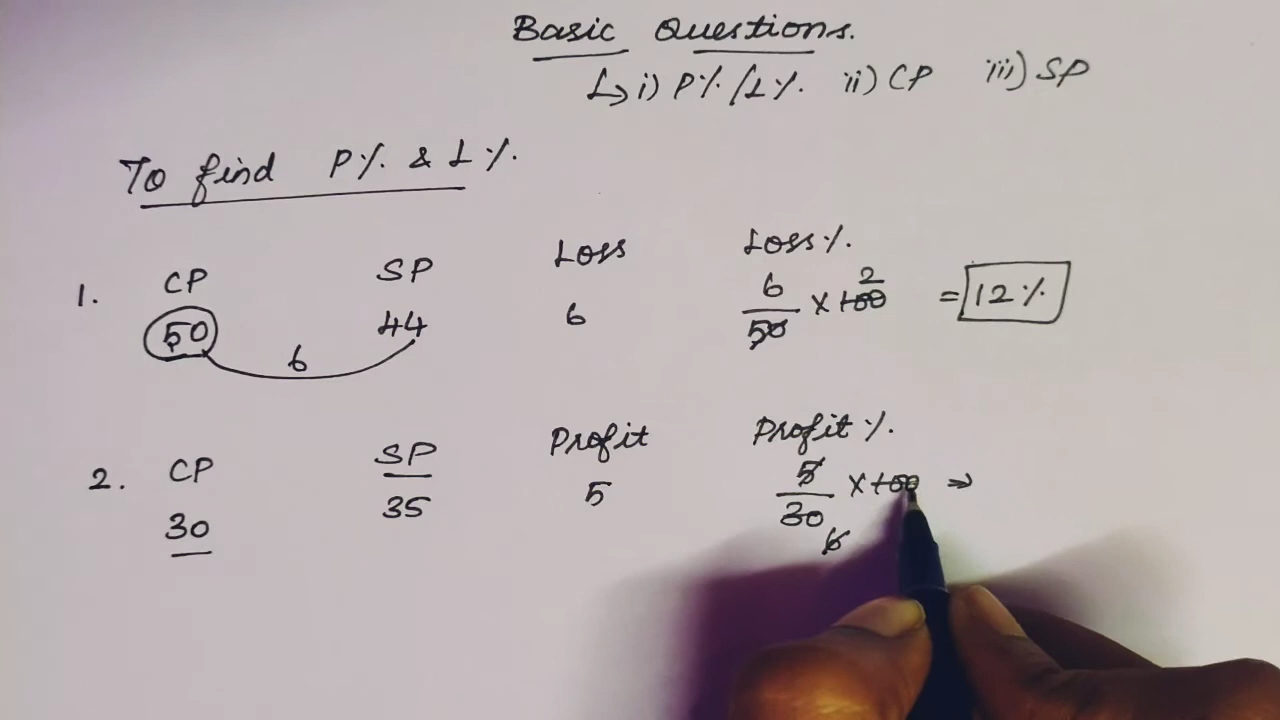 Basic Questions.
↳ i) P% / L% ii) CP iii) SP
To find P% & L%.
1. CP SP Loss Loss%.
50 44 6 6/50 × 100 2 = 12%
6
2. CP SP Profit Profit%.
30 35 5 5/30 × 100 ⇒
6